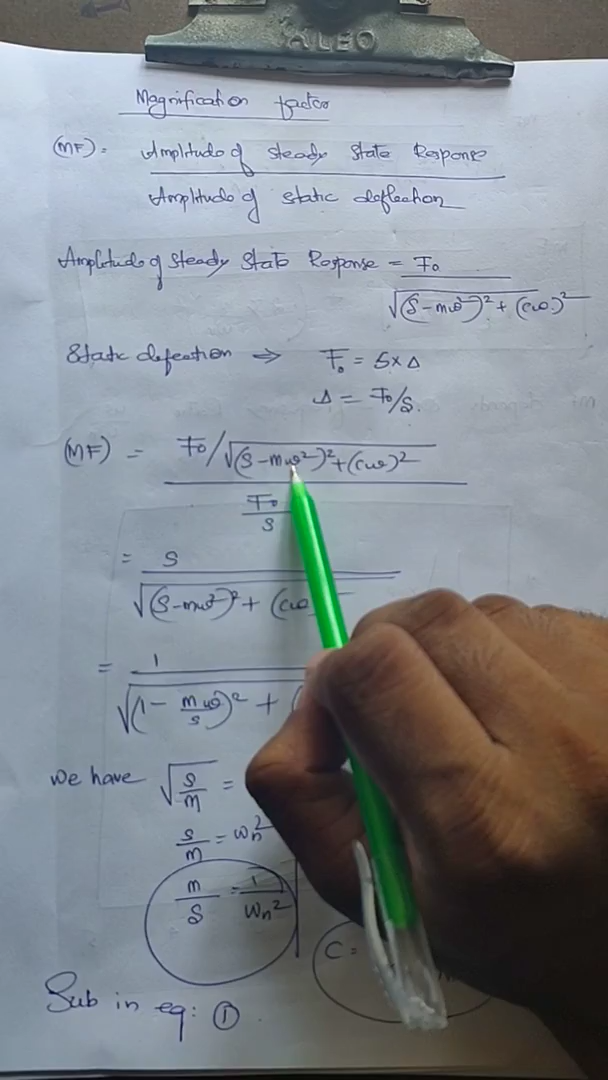 ALEO
Magnification factor
(MF) = Amplitude of steady state Response
Amplitude of static deflection
Amplitude of steady state Response = F₀
√(S-mω²)² + (cω)²
Static defection ⇒ F₀ = S×Δ
Δ = F₀/S.
(MF) = F₀/√(S-mω²)²+(cω)²
F₀
S
= S
√(S-mω²)² + (cω
= 1
√(1- mω²/S)² + (
we have √S/m =
S/m = ωn²
m/S = 1/ωn²
C =
Sub in eq: ①.